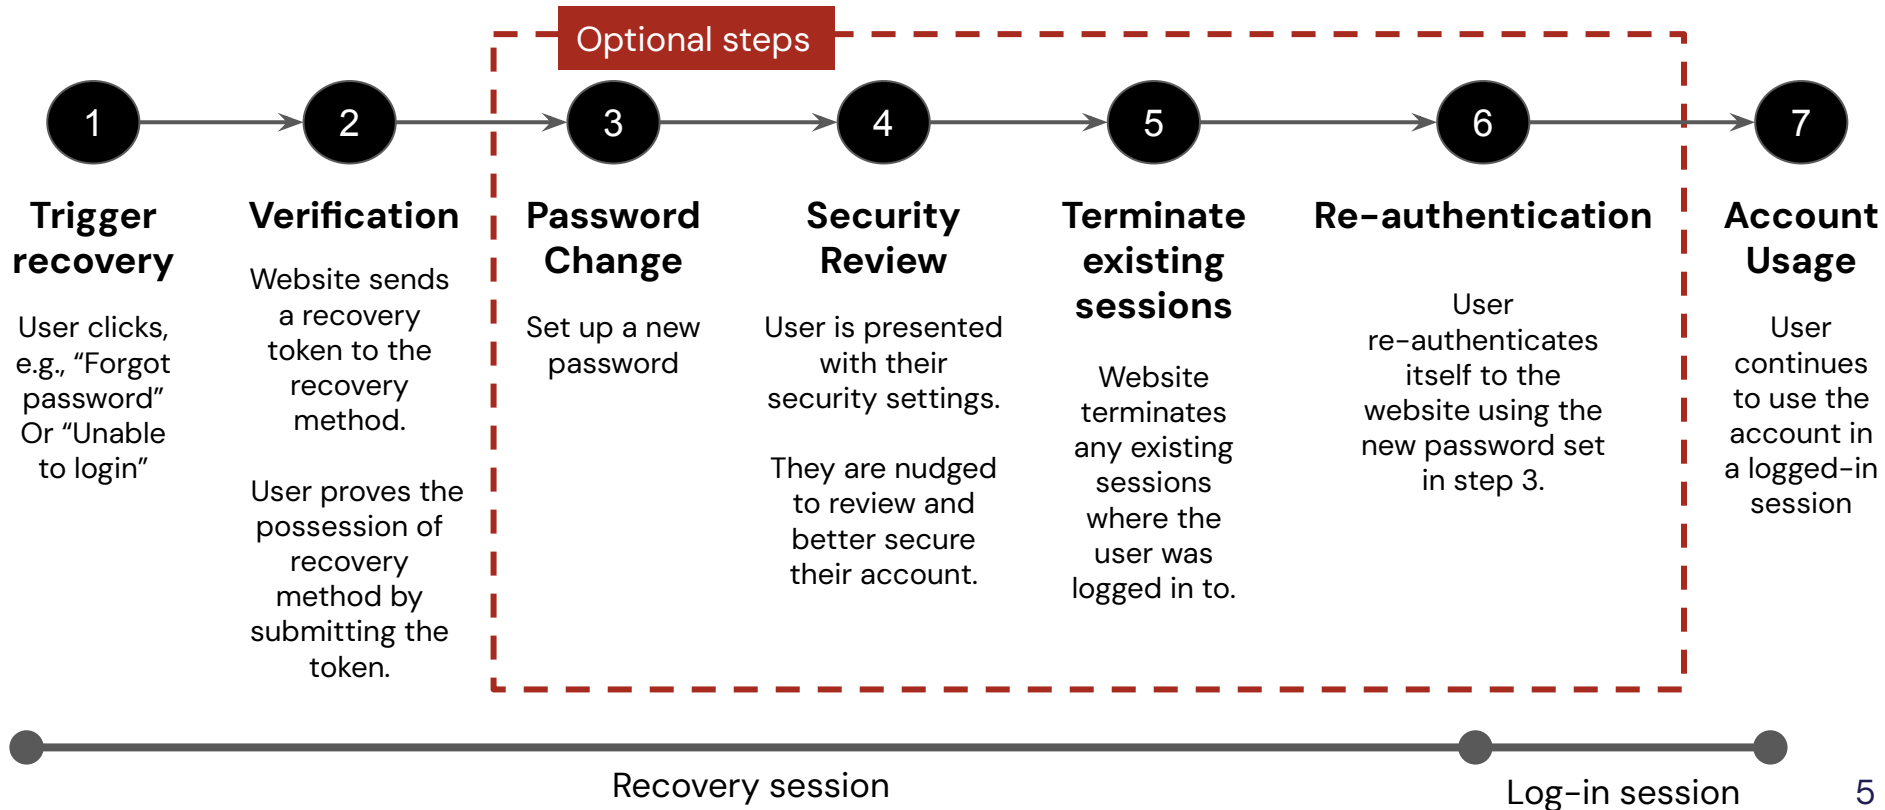 Optional steps
1
2
3
4
5
6
7
Trigger
recovery
User clicks,
e.g., “Forgot
password”
Or “Unable
to login”
Verification
Website sends
a recovery
token to the
recovery
method.
User proves the
possession of
recovery
method by
submitting the
token.
Password
Change
Set up a new
password
Security
Review
User is presented
with their
security settings.
They are nudged
to review and
better secure
their account.
Terminate
existing
sessions
Website
terminates
any existing
sessions
where the
user was
logged in to.
Re-authentication
User
re-authenticates
itself to the
website using the
new password set
in step 3.
Account
Usage
User
continues
to use the
account in
a logged-in
session
Recovery session
Log-in session
5